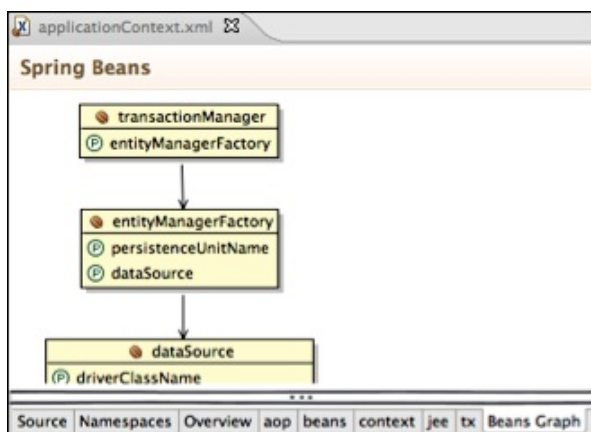 applicationContext.xml
Spring Beans
transactionManager
P entityManagerFactory
entityManagerFactory
P persistenceUnitName
P dataSource
dataSource
P driverClassName
Source Namespaces Overview aop beans context jee tx Beans Graph